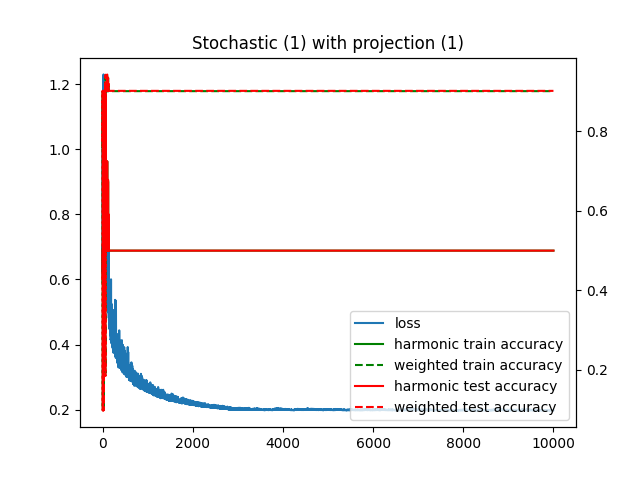 Stochastic (1) with projection (1)
1.2
1.0
0.8
0.6
0.4
0.2
0.8
0.6
0.4
0.2
loss
harmonic train accuracy
weighted train accuracy
harmonic test accuracy
weighted test accuracy
0 2000 4000 6000 8000 10000